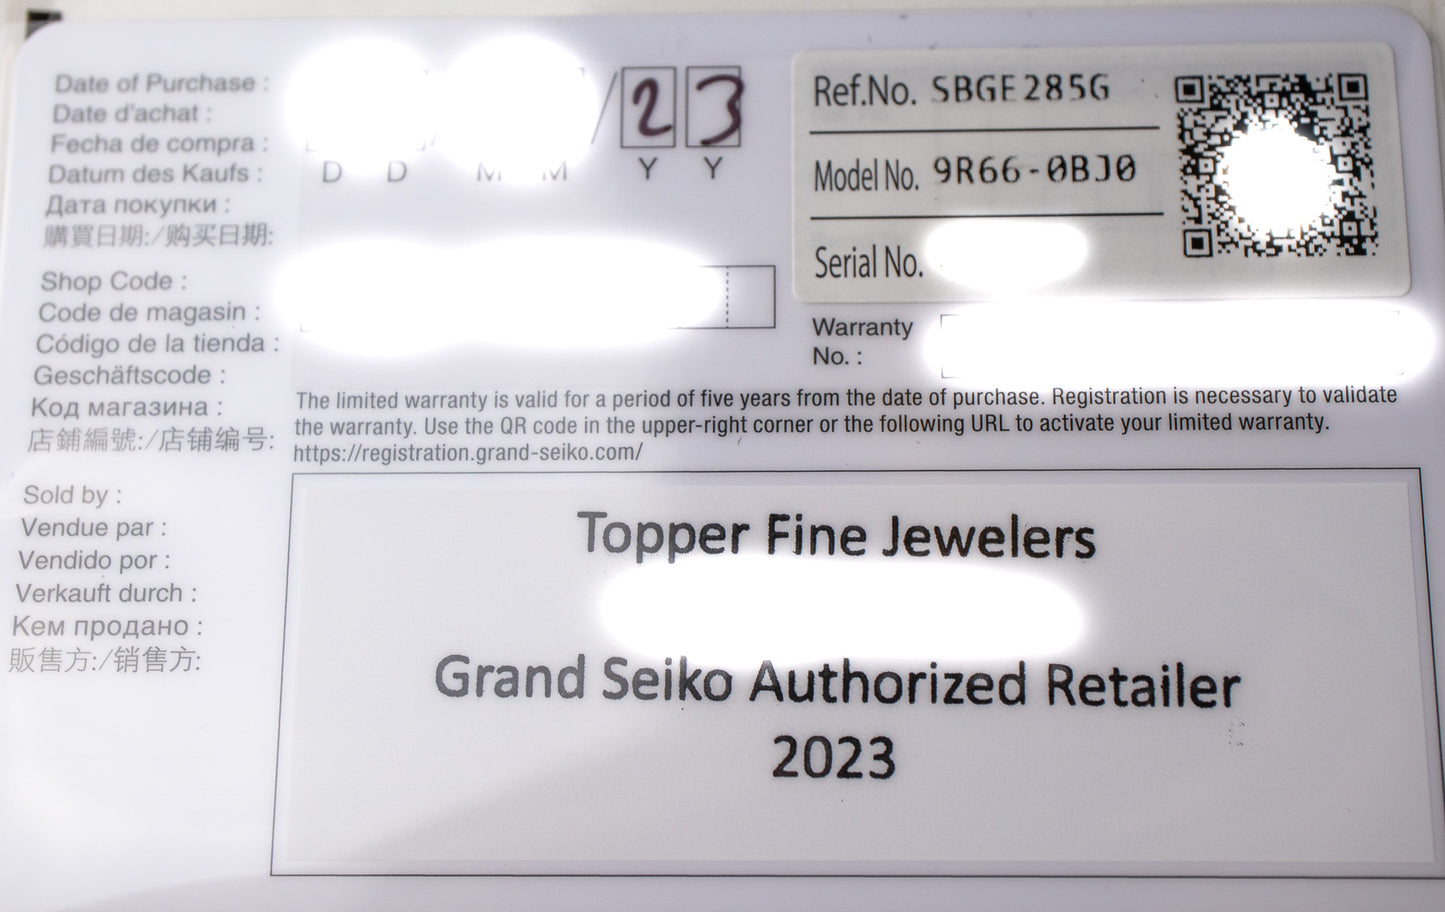 Date of Purchase :
Date d'achat :
Fecha de compra :
Datum des Kaufs :
Дата покупки :
購買日期:/购买日期:
/ 2 3
D D M M Y Y
Ref.No. SBGE285G
Model No. 9R66-0BJ0
Serial No.
Shop Code :
Code de magasin :
Código de la tienda :
Geschäftscode :
Код магазина :
店鋪編號:/店铺编号:
Warranty
No. :
The limited warranty is valid for a period of five years from the date of purchase. Registration is necessary to validate
the warranty. Use the QR code in the upper-right corner or the following URL to activate your limited warranty.
https://registration.grand-seiko.com/
Sold by :
Vendue par :
Vendido por :
Verkauft durch :
Кем продано :
販售方:/销售方:
Topper Fine Jewelers
Grand Seiko Authorized Retailer
2023